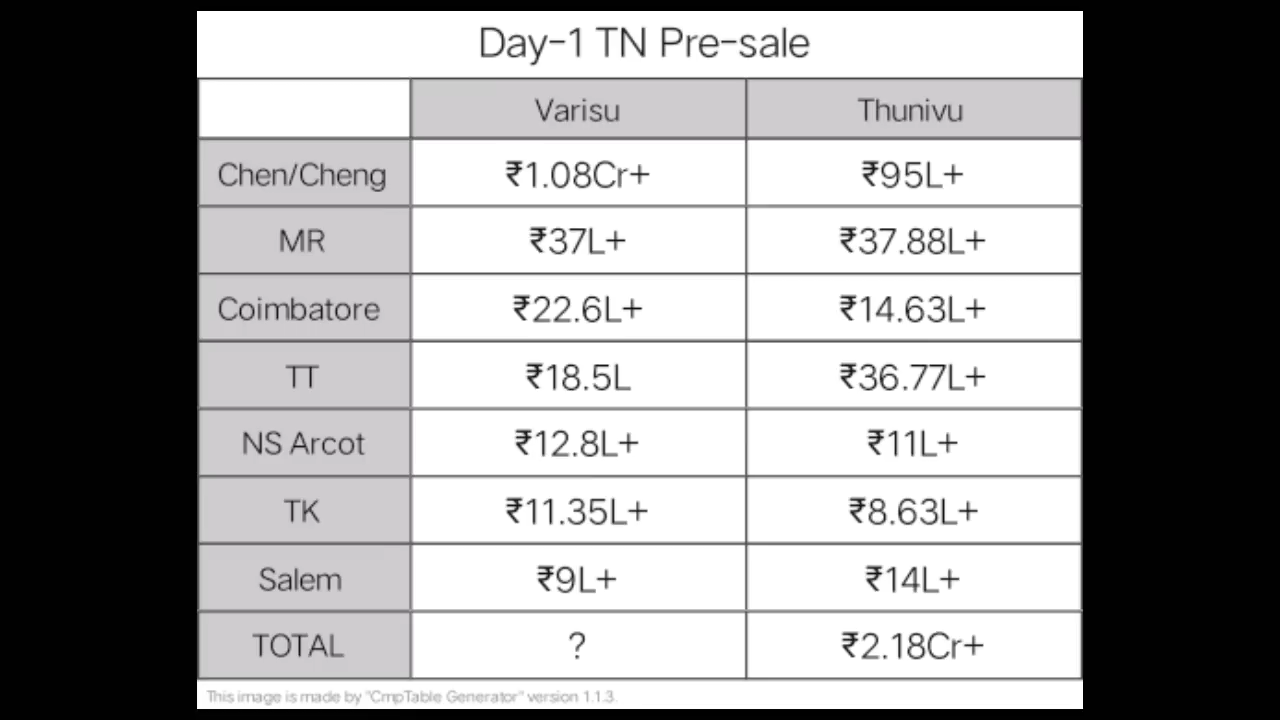 Day-1 TN Pre-sale
Varisu Thunivu
Chen/Cheng ₹1.08Cr+ ₹95L+
MR ₹37L+ ₹37.88L+
Coimbatore ₹22.6L+ ₹14.63L+
TT ₹18.5L ₹36.77L+
NS Arcot ₹12.8L+ ₹11L+
TK ₹11.35L+ ₹8.63L+
Salem ₹9L+ ₹14L+
TOTAL ? ₹2.18Cr+
This image is made by "CmpTable Generator" version 1.1.3.